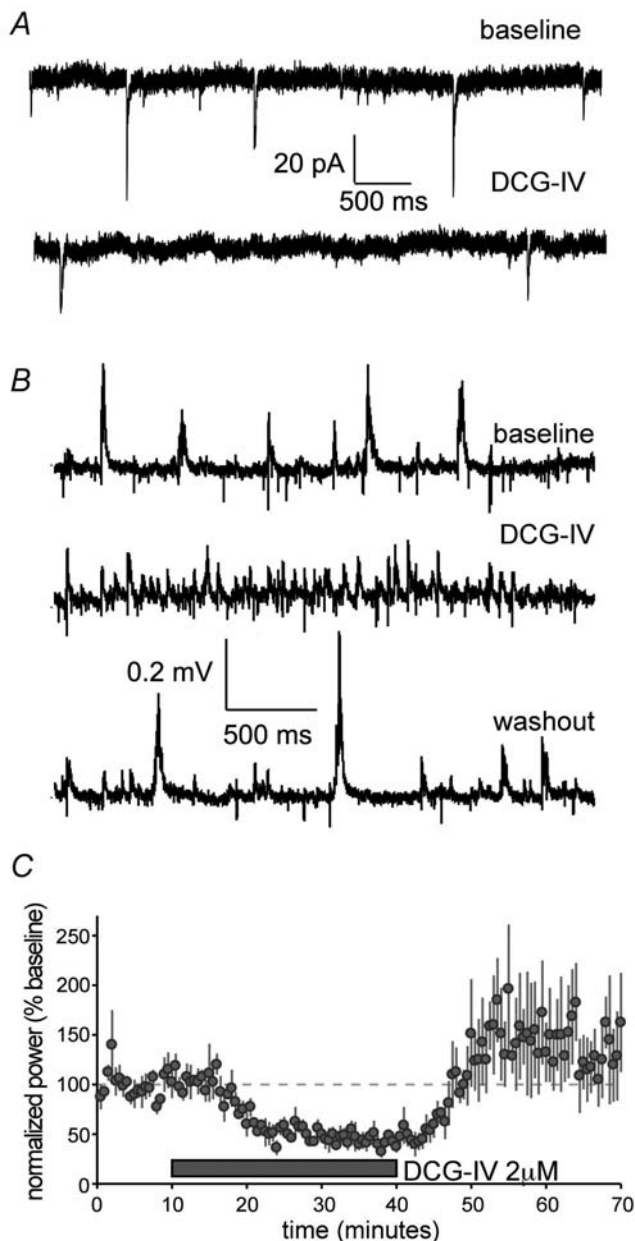 A
baseline
20 pA
500 ms
DCG-IV
B
baseline
DCG-IV
0.2 mV
500 ms
washout
C
normalized power (% baseline)
250
200
150
100
50
0
DCG-IV 2μM
0 10 20 30 40 50 60 70
time (minutes)